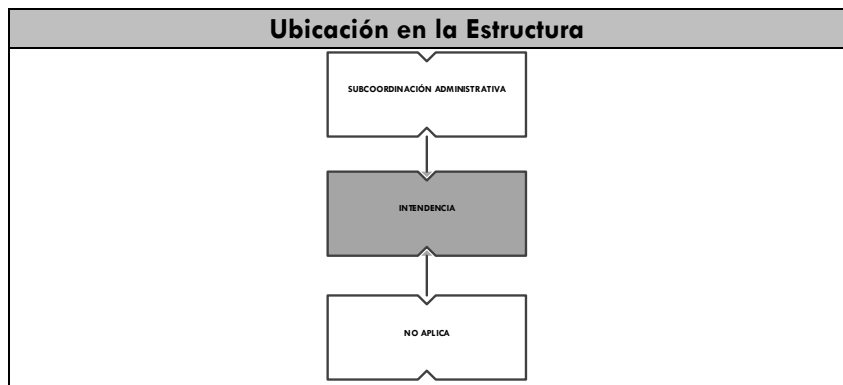 Ubicación en la Estructura
SUBCOORDINACIÓN ADMINISTRATIVA
INTENDENCIA
NO APLICA